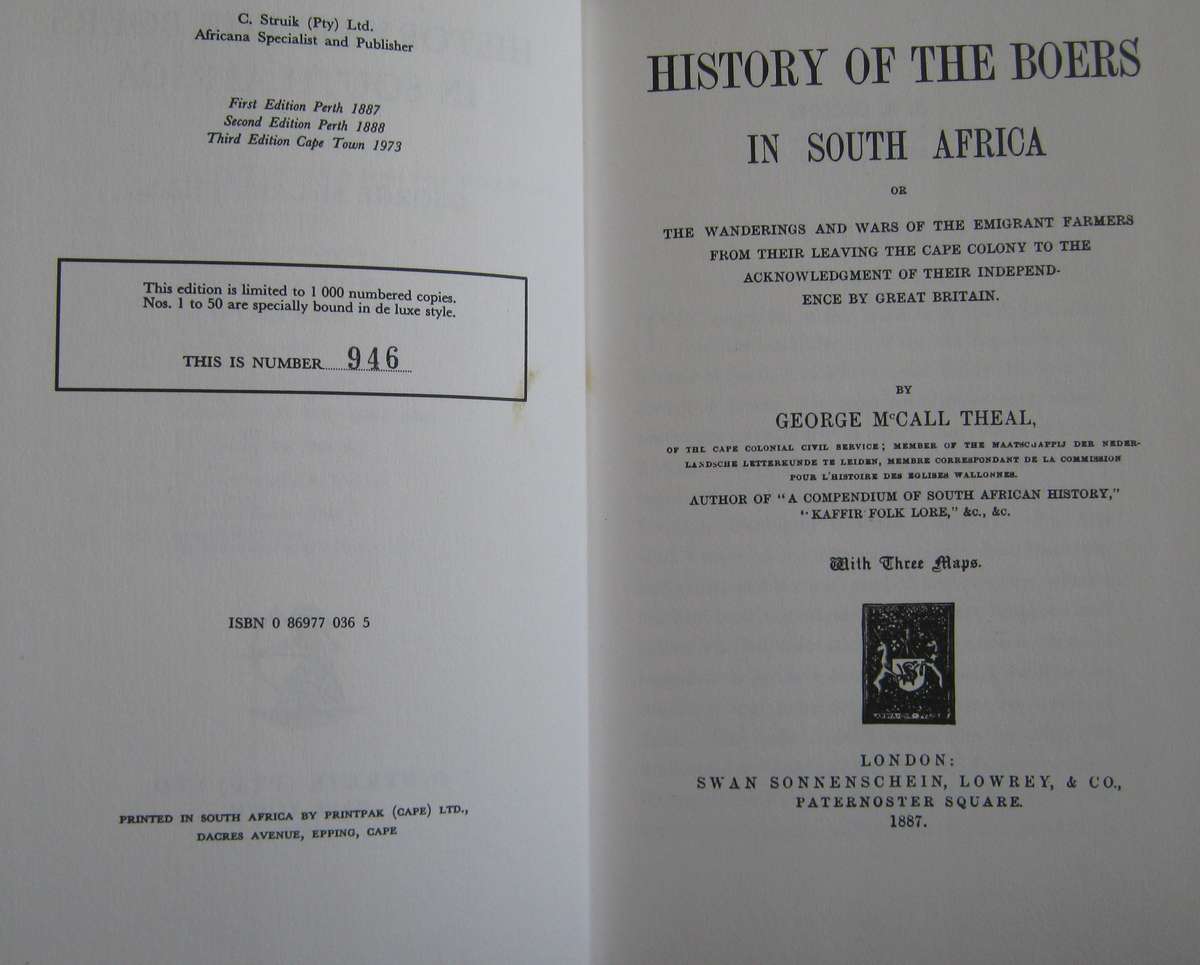 C. Struik (Pty) Ltd.
Africana Specialist and Publisher
First Edition Perth 1887
Second Edition Perth 1888
Third Edition Cape Town 1973
This edition is limited to 1 000 numbered copies.
Nos. 1 to 50 are specially bound in de luxe style.
THIS IS NUMBER 946
ISBN 0 86977 036 5
PRINTED IN SOUTH AFRICA BY PRINTPAK (CAPE) LTD.,
DACRES AVENUE, EPPING, CAPE
HISTORY OF THE BOERS
IN SOUTH AFRICA
OR
THE WANDERINGS AND WARS OF THE EMIGRANT FARMERS
FROM THEIR LEAVING THE CAPE COLONY TO THE
ACKNOWLEDGMENT OF THEIR INDEPEND-
ENCE BY GREAT BRITAIN.
BY
GEORGE McCALL THEAL,
OF THE CAPE COLONIAL CIVIL SERVICE; MEMBER OF THE MAATSCHAPPIJ DER NEDER-
LANDSCHE LETTERKUNDE TE LEIDEN, MEMBRE CORRESPONDANT DE LA COMMISSION
POUR L'HISTOIRE DES EGLISES WALLONNES.
AUTHOR OF "A COMPENDIUM OF SOUTH AFRICAN HISTORY,"
"KAFFIR FOLK LORE," &c., &c.
With Three Maps.
LONDON:
SWAN SONNENSCHEIN, LOWREY, & CO.,
PATERNOSTER SQUARE.
1887.